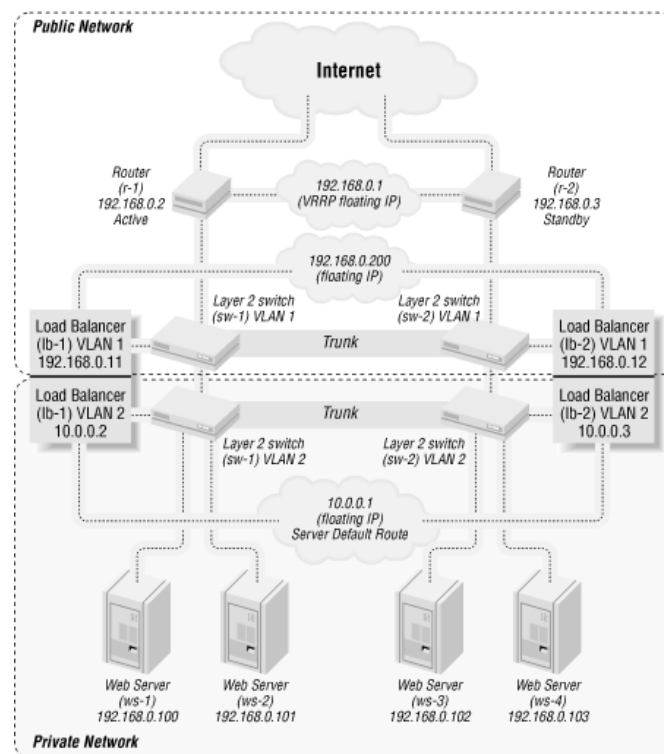 Public Network
Internet
Router
(r-1)
192.168.0.2
Active
192.168.0.1
(VRRP floating IP)
Router
(r-2)
192.168.0.3
Standby
192.168.0.200
(floating IP)
Layer 2 switch
(sw-1) VLAN 1
Layer 2 switch
(sw-2) VLAN 1
Load Balancer
(lb-1) VLAN 1
192.168.0.11
Trunk
Load Balancer
(lb-2) VLAN 1
192.168.0.12
Load Balancer
(lb-1) VLAN 2
10.0.0.2
Trunk
Load Balancer
(lb-2) VLAN 2
10.0.0.3
Layer 2 switch
(sw-1) VLAN 2
Layer 2 switch
(sw-2) VLAN 2
10.0.0.1
(floating IP)
Server Default Route
Web Server
(ws-1)
192.168.0.100
Web Server
(ws-2)
192.168.0.101
Web Server
(ws-3)
192.168.0.102
Web Server
(ws-4)
192.168.0.103
Private Network